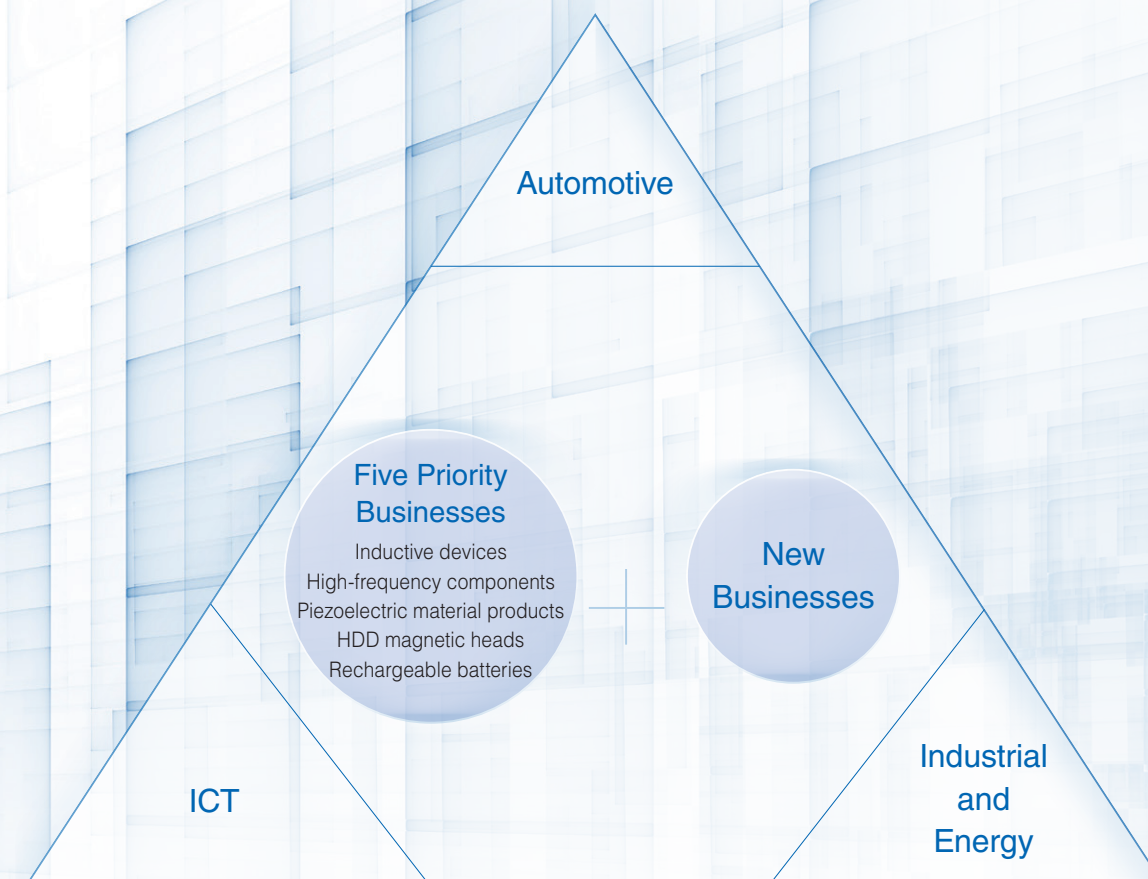 Automotive
Five Priority
Businesses
Inductive devices
High-frequency components
Piezoelectric material products
HDD magnetic heads
Rechargeable batteries
New
Businesses
ICT
Industrial
and
Energy